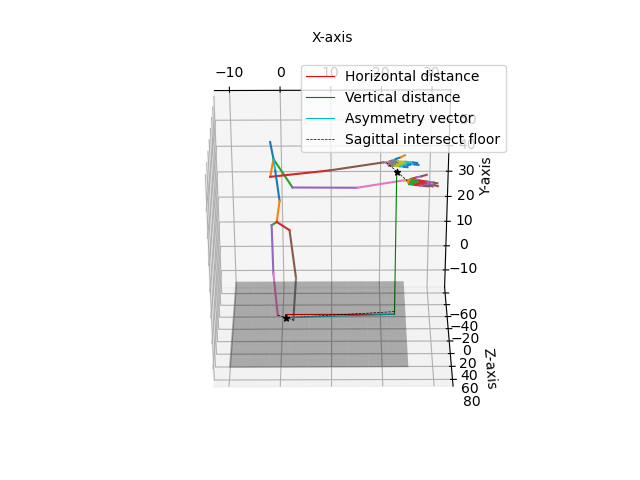 X-axis
−10 0 10 20 30
Horizontal distance
Vertical distance
Asymmetry vector
Sagittal intersect floor
Y-axis
30
20
10
0
−10
−60
−40
−20
0
20
40
60
80
Z-axis